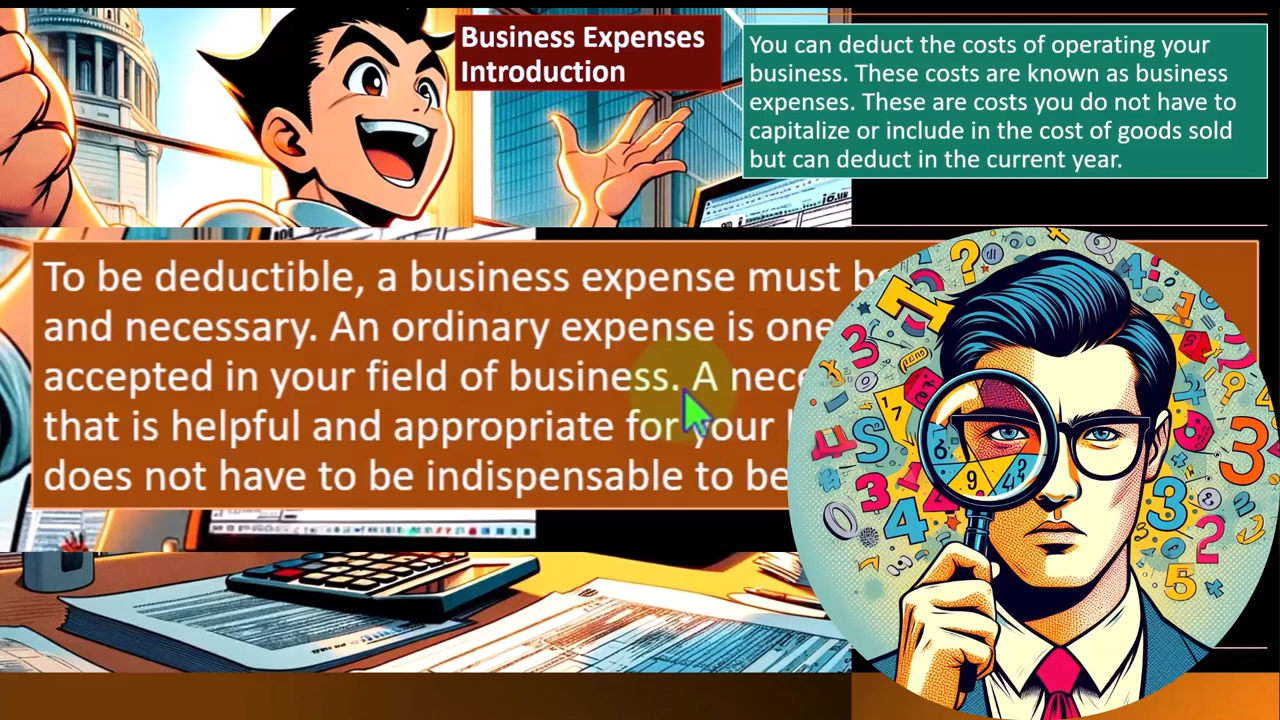 Business Expenses
Introduction
You can deduct the costs of operating your
business. These costs are known as business
expenses. These are costs you do not have to
capitalize or include in the cost of goods sold
but can deduct in the current year.
To be deductible, a business expense must
and necessary. An ordinary expense is one
accepted in your field of business. A
that is helpful and appropriate for your
does not have to be indispensable to be